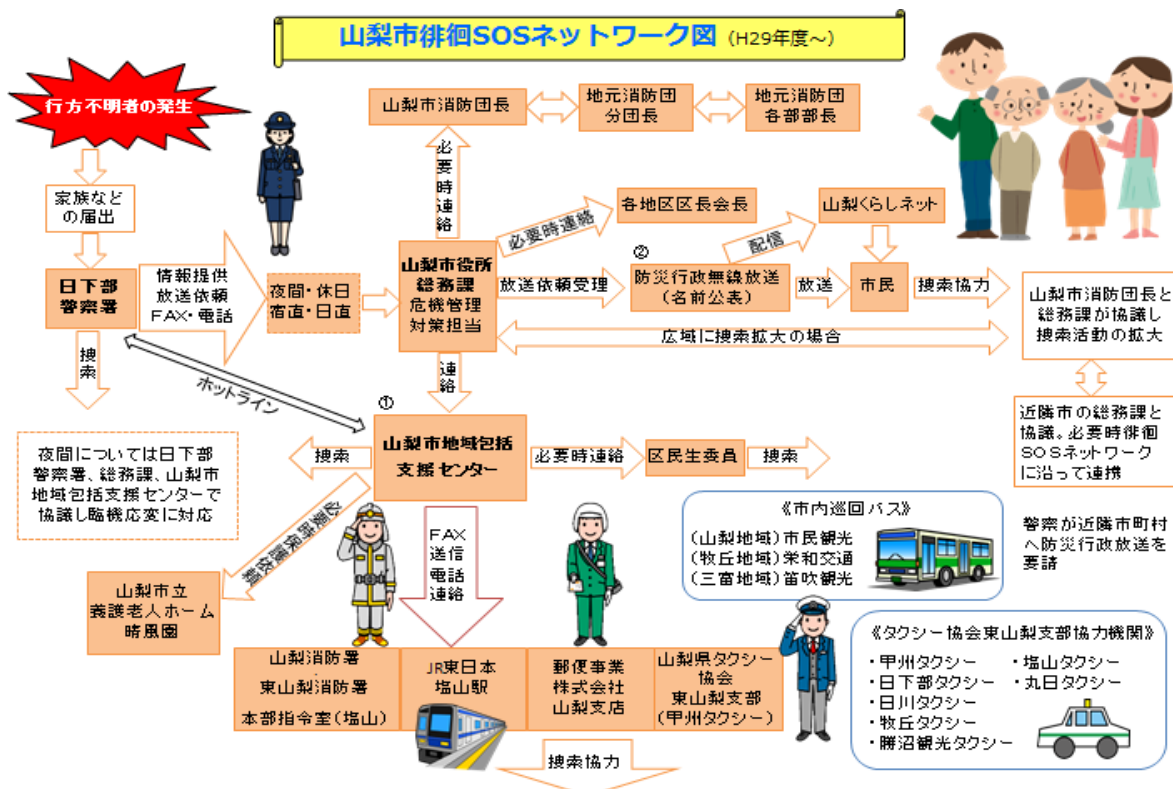 山梨市徘徊SOSネットワーク図（H29年度～）
行方不明者の発生
山梨市消防団長
地元消防団
分団長
地元消防団
各部部長
必要時連絡
家族など
の届出
各地区区長会長
山梨くらしネット
必要時連絡
配信
②
日下部
警察署
情報提供
放送依頼
FAX・電話
夜間・休日
宿直・日直
山梨市役所
総務課
危機管理
対策担当
放送依頼受理
防災行政無線放送
（名前公表）
放送
市民
捜索協力
山梨市消防団長と
総務課が協議し
捜索活動の拡大
広域に捜索拡大の場合
捜索
ホットライン
連絡
①
山梨市地域包括
支援センター
捜索
必要時連絡
区民生委員
捜索
近隣市の総務課と
協議。必要時徘徊
SOSネットワーク
に沿って連携
夜間については日下部
警察署、総務課、山梨市
地域包括支援センターで
協議し臨機応変に対応
必要時保護依頼
FAX
送信
電話
連絡
《市内巡回バス》
（山梨地域）市民観光
（牧丘地域）栄和交通
（三富地域）笛吹観光
警察が近隣市町村
へ防災行政放送を
要請
山梨市立
養護老人ホーム
晴風園
山梨消防署
東山梨消防署
本部指令室（塩山）
JR東日本
塩山駅
郵便事業
株式会社
山梨支店
山梨県タクシー
協会
東山梨支部
（甲州タクシー）
《タクシー協会東山梨支部協力機関》
・甲州タクシー
・塩山タクシー
・日下部タクシー
・丸日タクシー
・日川タクシー
・牧丘タクシー
・勝沼観光タクシー
捜索協力